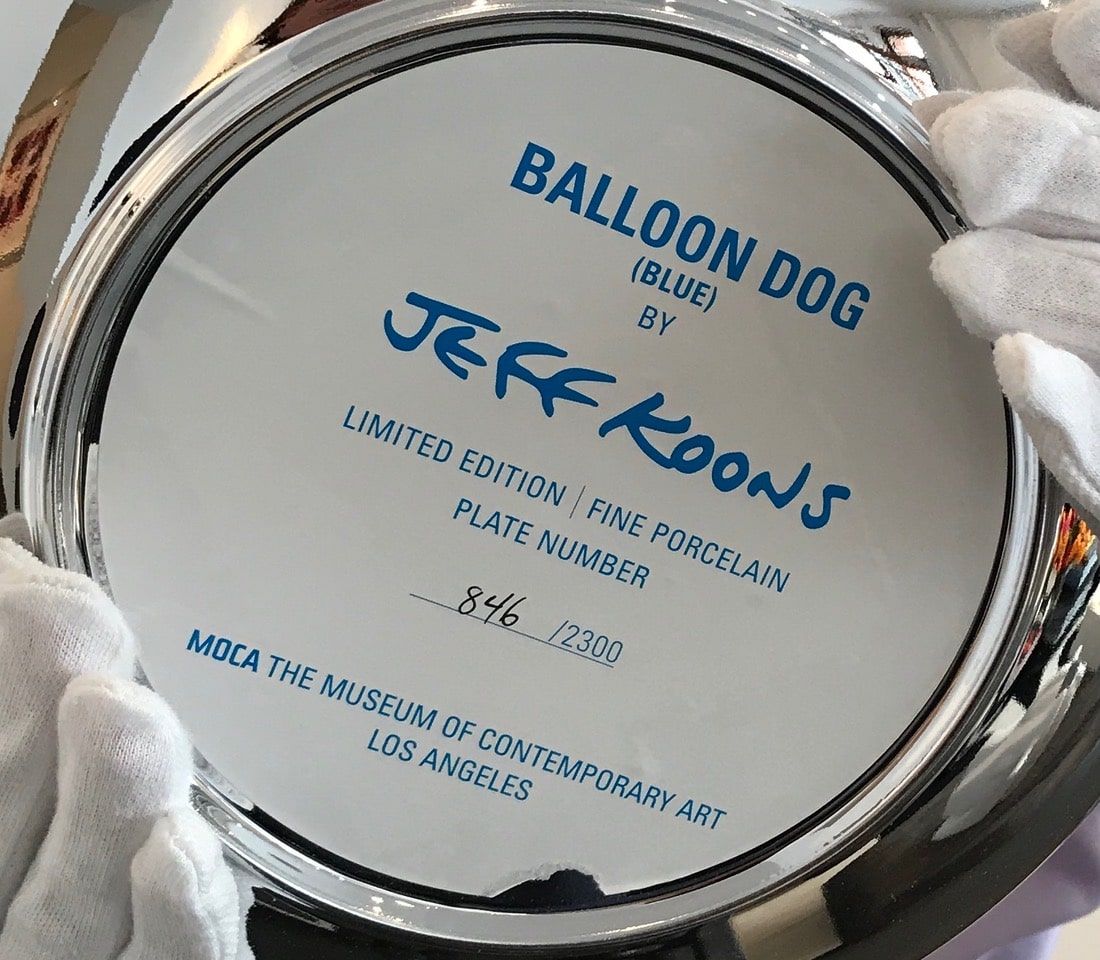 BALLOON DOG
(BLUE)
BY
JEFF KOONS
LIMITED EDITION | FINE PORCELAIN
PLATE NUMBER
846 /2300
MOCA THE MUSEUM OF CONTEMPORARY ART
LOS ANGELES